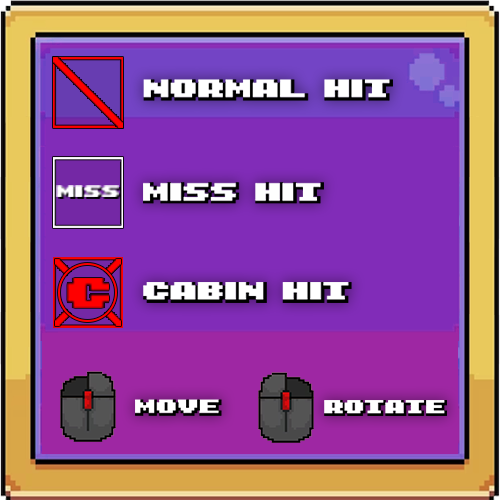 NORMAL HIT
MISS
MISS HIT
C
CABIN HIT
MOVE
ROTATE